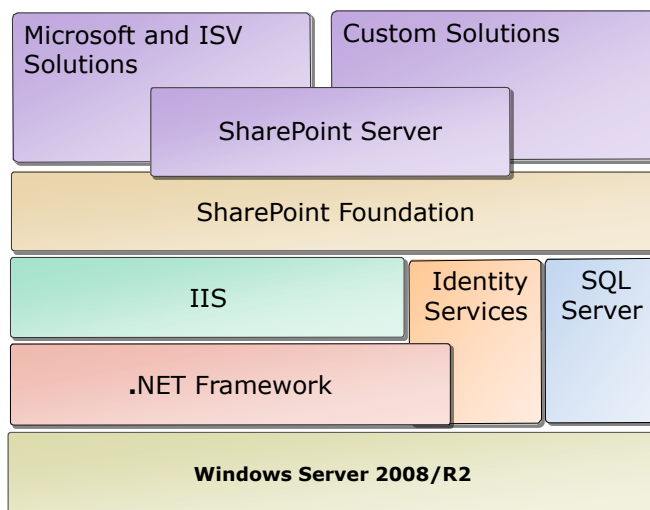 Microsoft and ISV
Solutions
Custom Solutions
SharePoint Server
SharePoint Foundation
IIS
Identity
Services
SQL
Server
.NET Framework
Windows Server 2008/R2